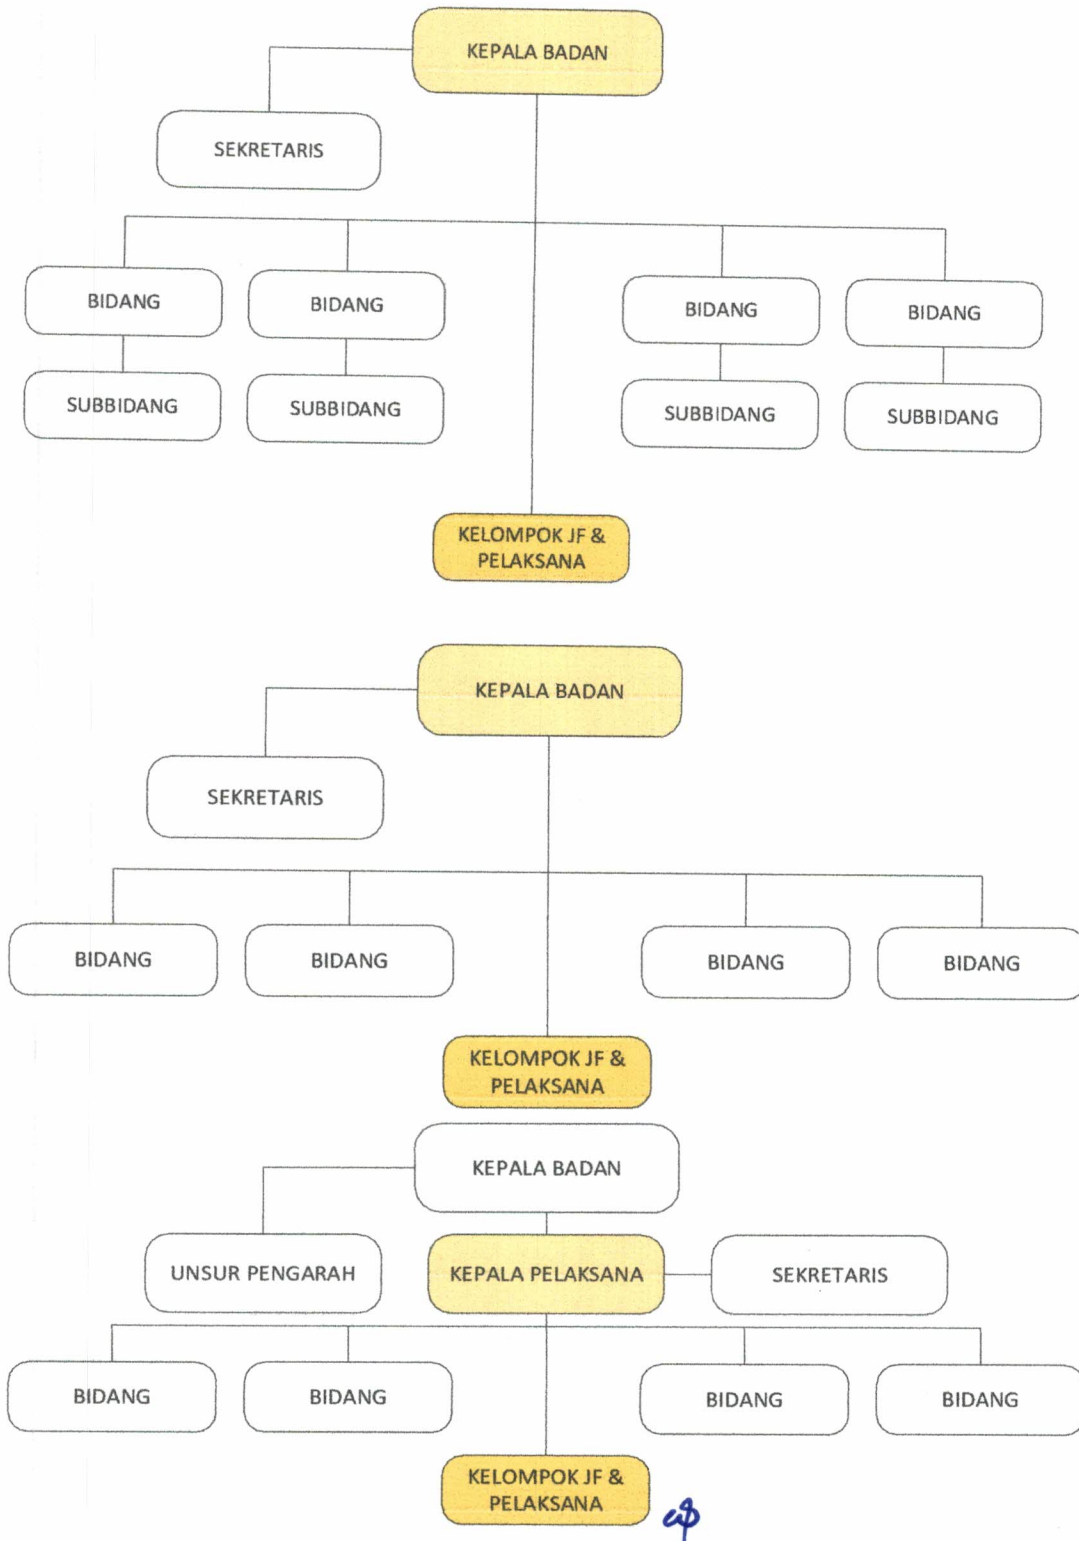 KEPALA BADAN
SEKRETARIS
BIDANG
BIDANG
BIDANG
BIDANG
SUBBIDANG
SUBBIDANG
SUBBIDANG
SUBBIDANG
KELOMPOK JF &
PELAKSANA
KEPALA BADAN
SEKRETARIS
BIDANG
BIDANG
BIDANG
BIDANG
KELOMPOK JF &
PELAKSANA
KEPALA BADAN
UNSUR PENGARAH
KEPALA PELAKSANA
SEKRETARIS
BIDANG
BIDANG
BIDANG
BIDANG
KELOMPOK JF &
PELAKSANA